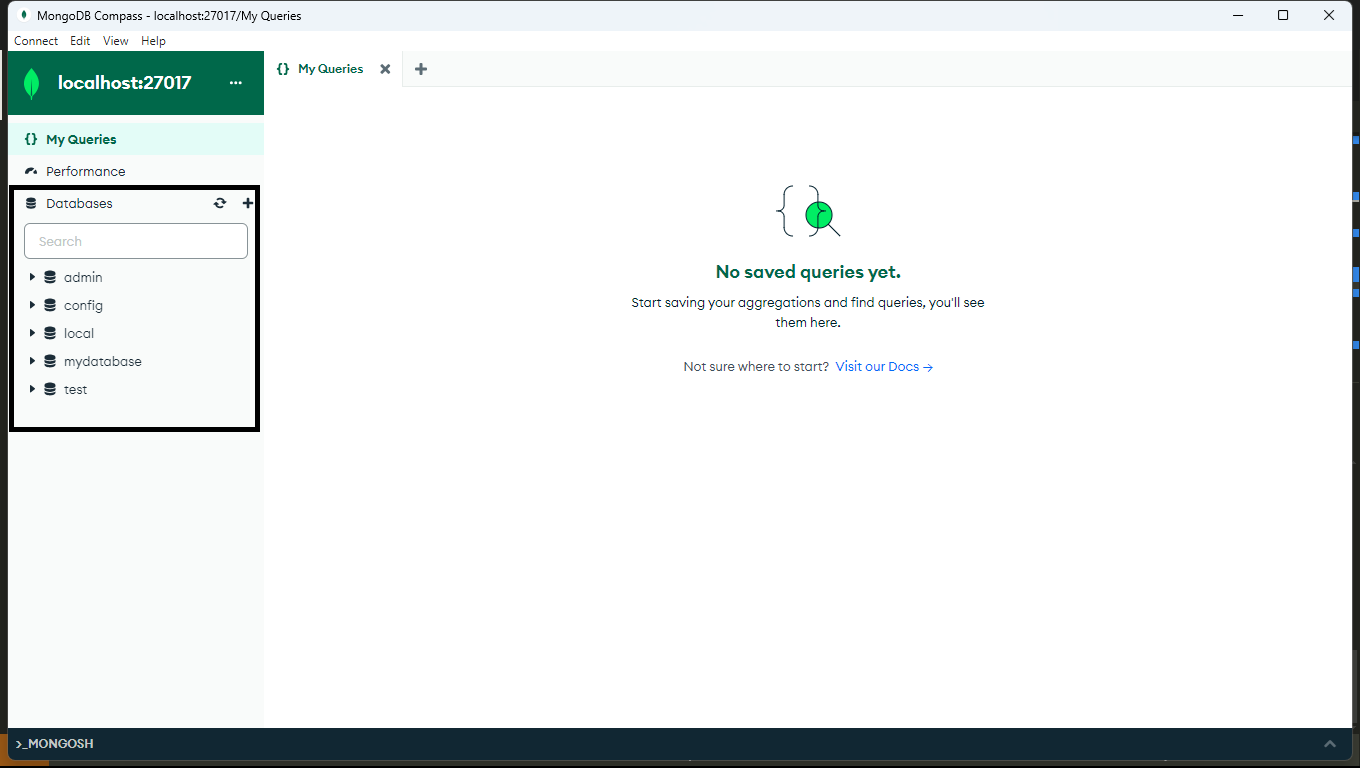 MongoDB Compass - localhost:27017/My Queries
Connect Edit View Help
localhost:27017 ...
{} My Queries
My Queries
Performance
Databases
Search
admin
config
local
mydatabase
test
No saved queries yet.
Start saving your aggregations and find queries, you'll see
them here.
Not sure where to start? Visit our Docs →
>_MONGOSH